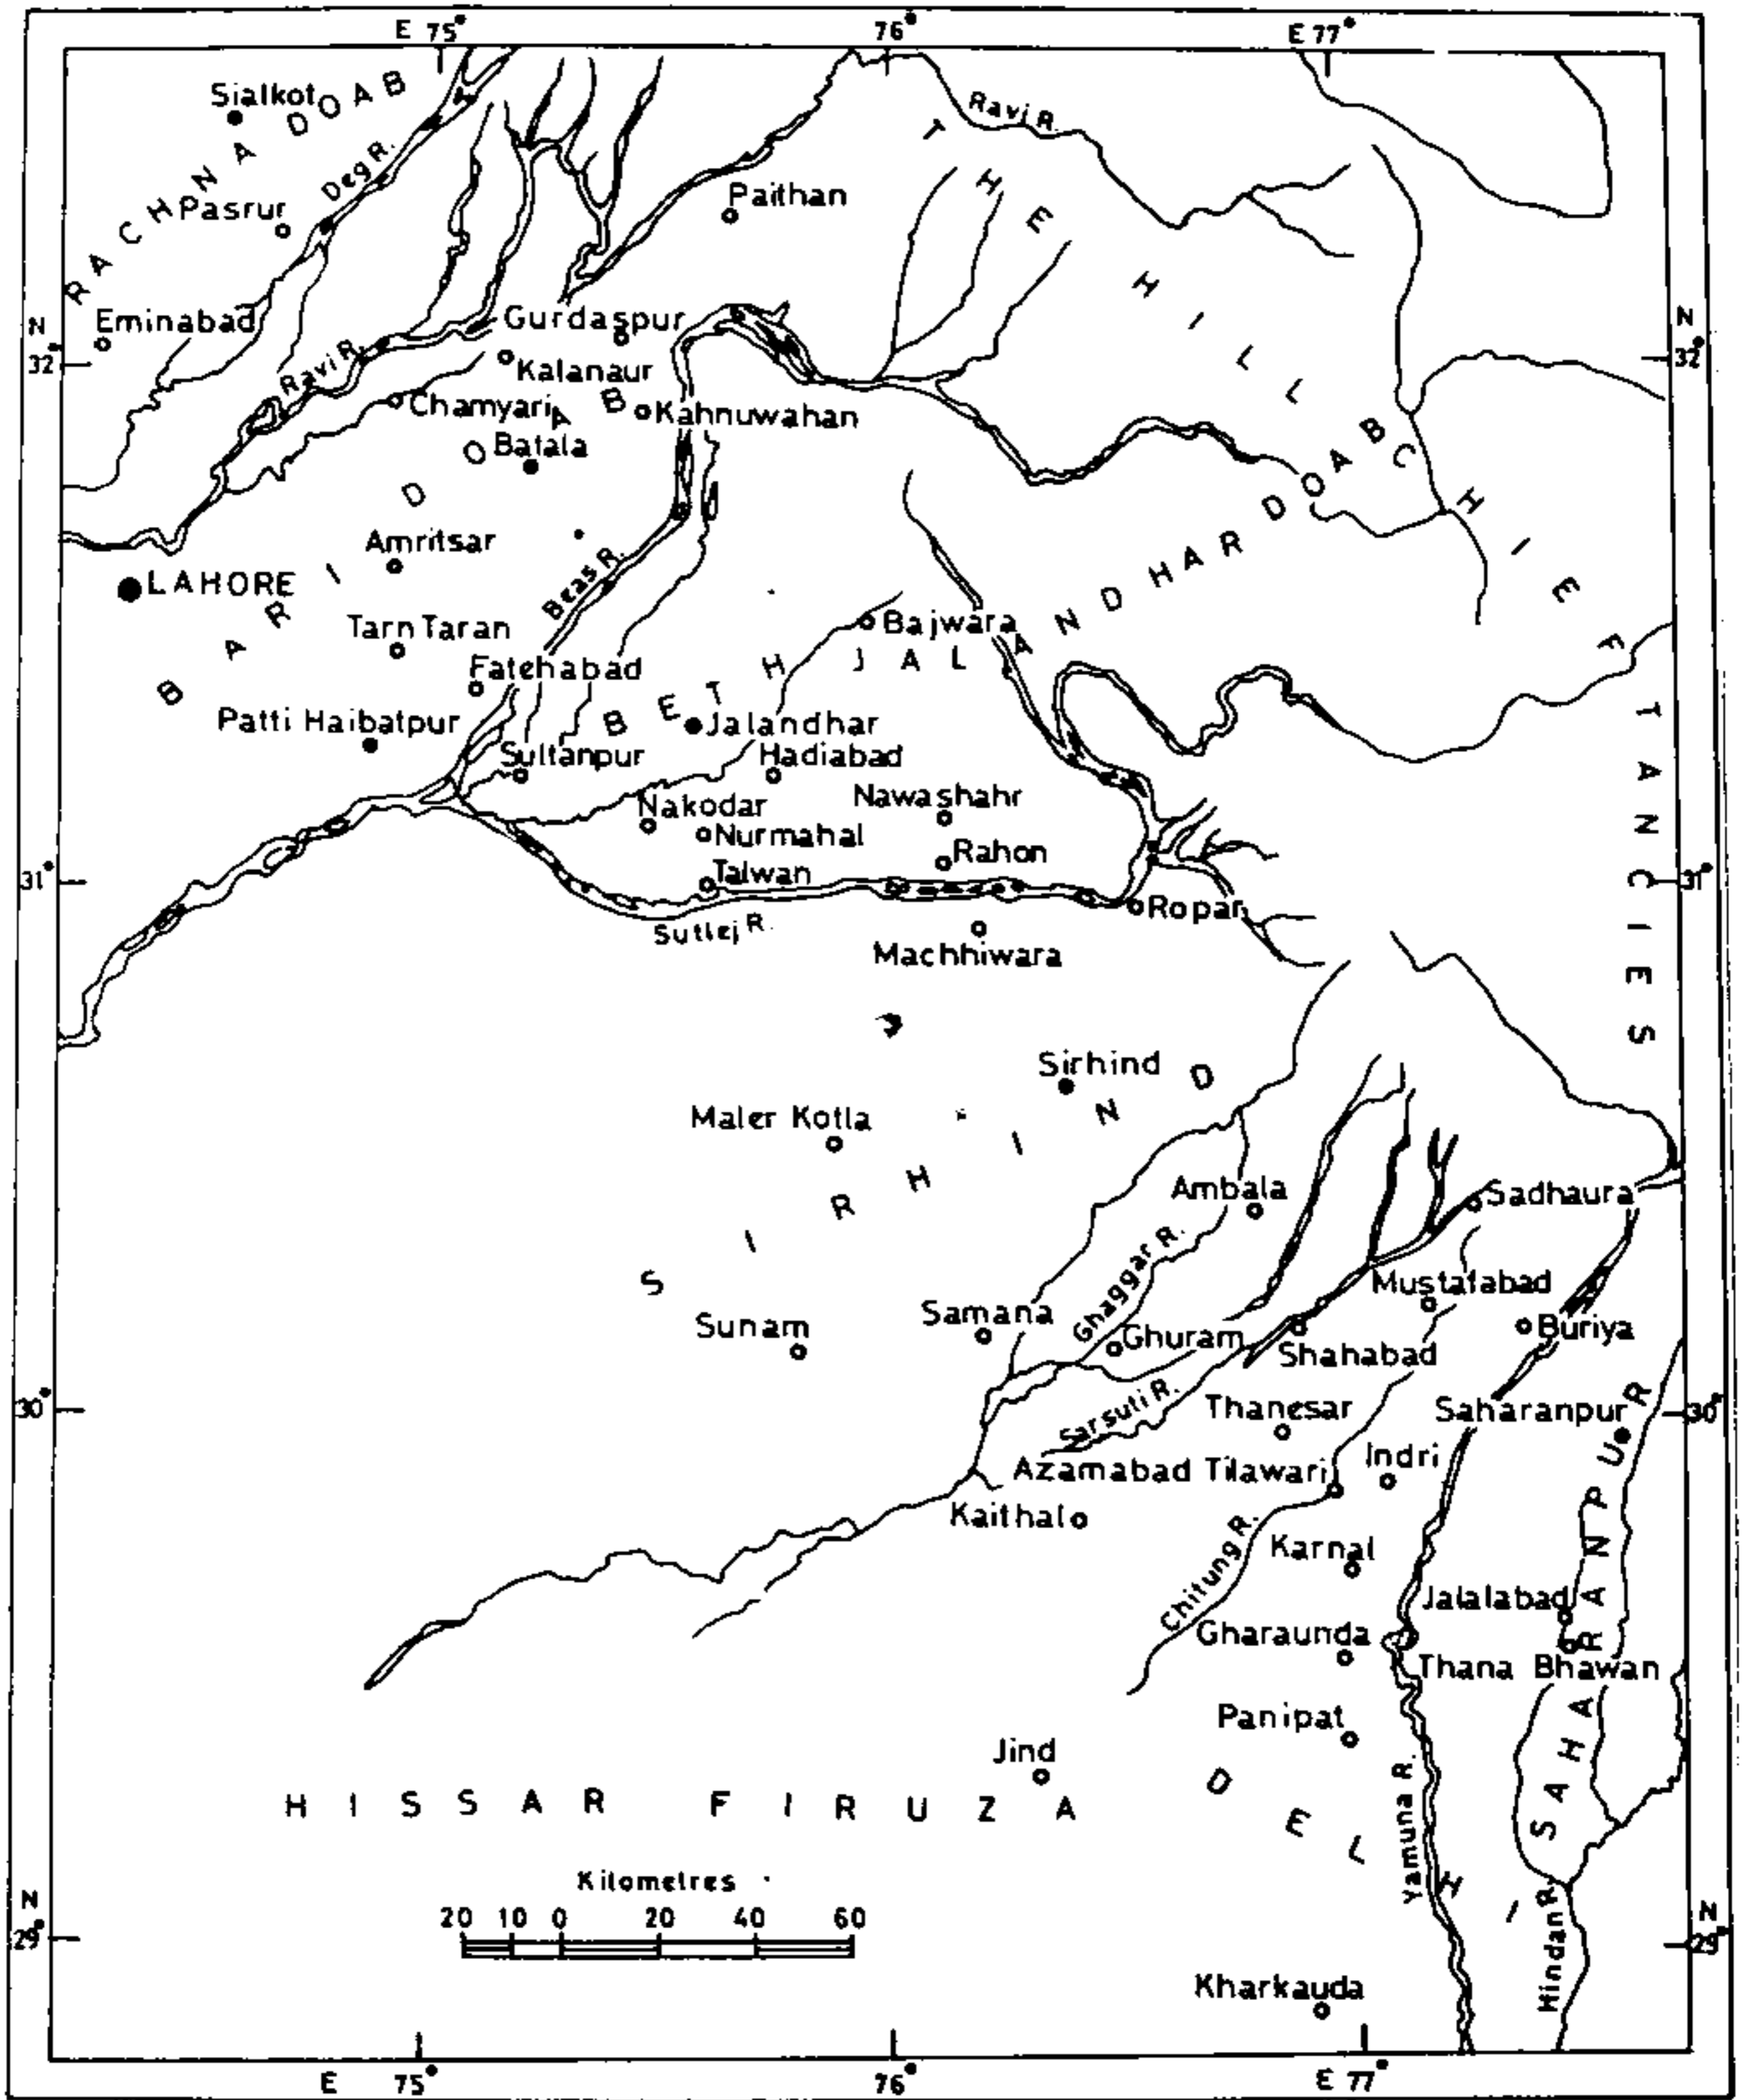 E 75°
76°
E 77°
Sialkot
RACHNA DOAB
Deg R.
Ravi R.
Pasrur
Paithan
THE HILL CHIEFTANCIES
N
32°
Eminabad
Gurdaspur
N
32°
Ravi R.
Kalanaur
Chamyari
Kahnuwahan
Batala
BARI DOAB
Amritsar
LAHORE
Beas R.
Tarn Taran
Bajwara
BETH JALANDHAR DOAB
Fatehabad
Patti Haibatpur
Jalandhar
Sultanpur
Hadiabad
Nakodar
Nawashahr
Nurmahal
Rahon
31°
Talwan
31°
Ropar
Sutlej R.
Machhiwara
Sirhind
SIRHIND
Maler Kotla
Ambala
Sadhaura
Ghaggar R.
Mustafabad
Samana
Sunam
Ghuram
Buriya
Shahabad
30°
Sarsuti R.
Thanesar
Saharanpur
30°
Azamabad Tilawari
Indri
Kaithal
Chitung R.
Karnal
Jalalabad
Gharaunda
Thana Bhawan
SAHARANPUR
Panipat
Jind
HISSAR FIRUZA
DELHI
Yamuna R.
Hindan R.
Kilometres
20 10 0 20 40 60
N
29°
N
29°
Kharkauda
E 75°
76°
E 77°